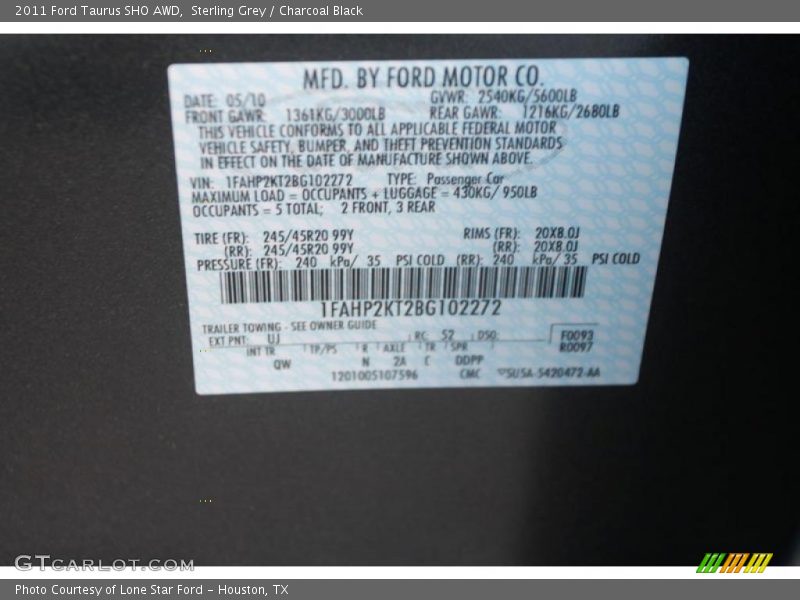 2011 Ford Taurus SHO AWD,  Sterling Grey / Charcoal Black
MFD. BY FORD MOTOR CO.
DATE: 05/10 GVWR: 2540KG/5600LB
FRONT GAWR: 1361KG/3000LB REAR GAWR: 1216KG/2680LB
THIS VEHICLE CONFORMS TO ALL APPLICABLE FEDERAL MOTOR
VEHICLE SAFETY, BUMPER, AND THEFT PREVENTION STANDARDS
IN EFFECT ON THE DATE OF MANUFACTURE SHOWN ABOVE.
VIN: 1FAHP2KT2BG102272 TYPE: Passenger Car
MAXIMUM LOAD = OCCUPANTS + LUGGAGE = 430KG/ 950LB
OCCUPANTS = 5 TOTAL; 2 FRONT, 3 REAR
TIRE (FR): 245/45R20 99Y RIMS (FR): 20X8.0J
(RR): 245/45R20 99Y (RR): 20X8.0J
PRESSURE (FR): 240 kPa/ 35 PSI COLD (RR): 240 kPa/ 35 PSI COLD
1FAHP2KT2BG102272
TRAILER TOWING - SEE OWNER GUIDE
EXT PNT: UJ RC: 52 DSO: F0093
INT TR TP/PS R AXLE TR SPR R0097
QW N 2A C DDPP
1201005107596 CMC SU5A-5420472-AA
GTCARLOT.COM
Photo Courtesy of Lone Star Ford - Houston, TX